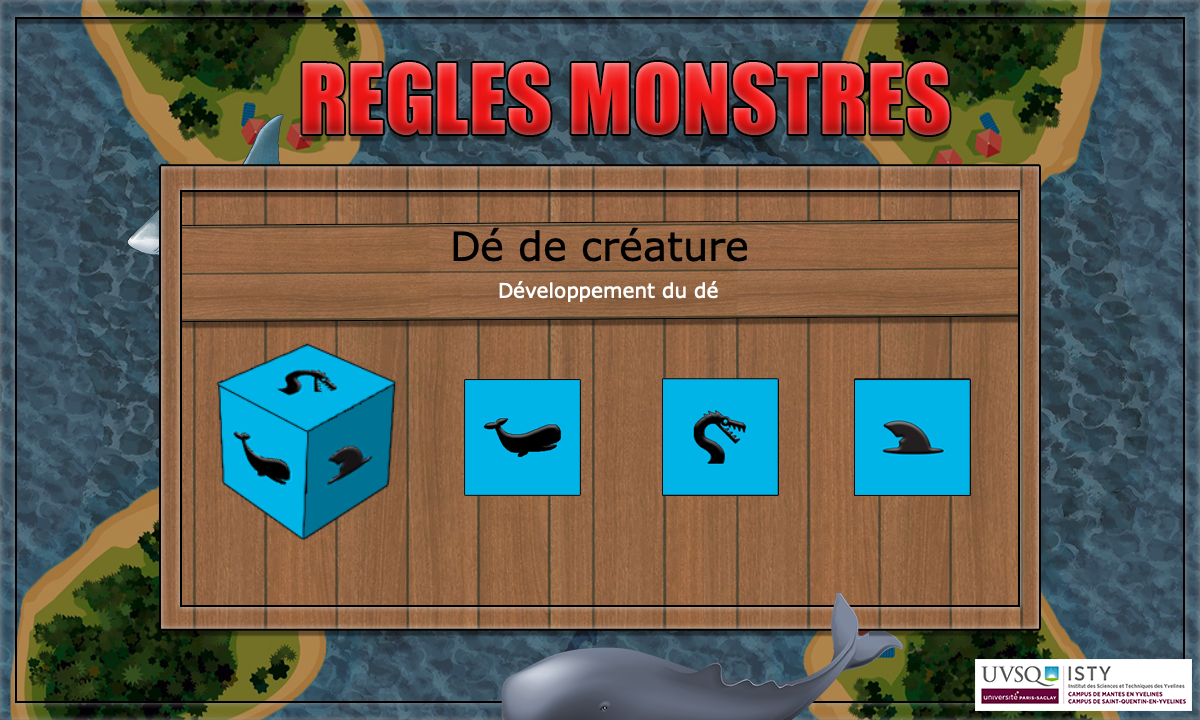 REGLES MONSTRES
Dé de créature
Développement du dé
UVSQ ISTY
Institut des Sciences et Techniques des Yvelines
université PARIS-SACLAY
CAMPUS DE MANTES EN YVELINES
CAMPUS DE SAINT-QUENTIN-EN-YVELINES